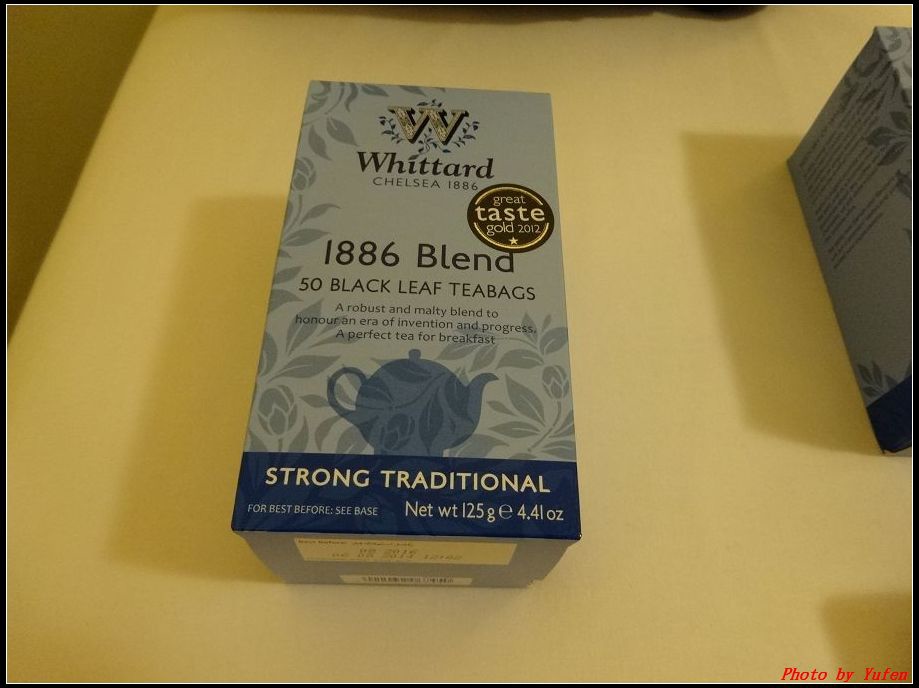 W
Whittard
CHELSEA 1886
great
taste
gold 2012
1886 Blend
50 BLACK LEAF TEABAGS
A robust and malty blend to
honour an era of invention and progress.
A perfect tea for breakfast
STRONG TRADITIONAL
FOR BEST BEFORE: SEE BASE
Net wt 125g ℮ 4.41oz
Photo by Yufen